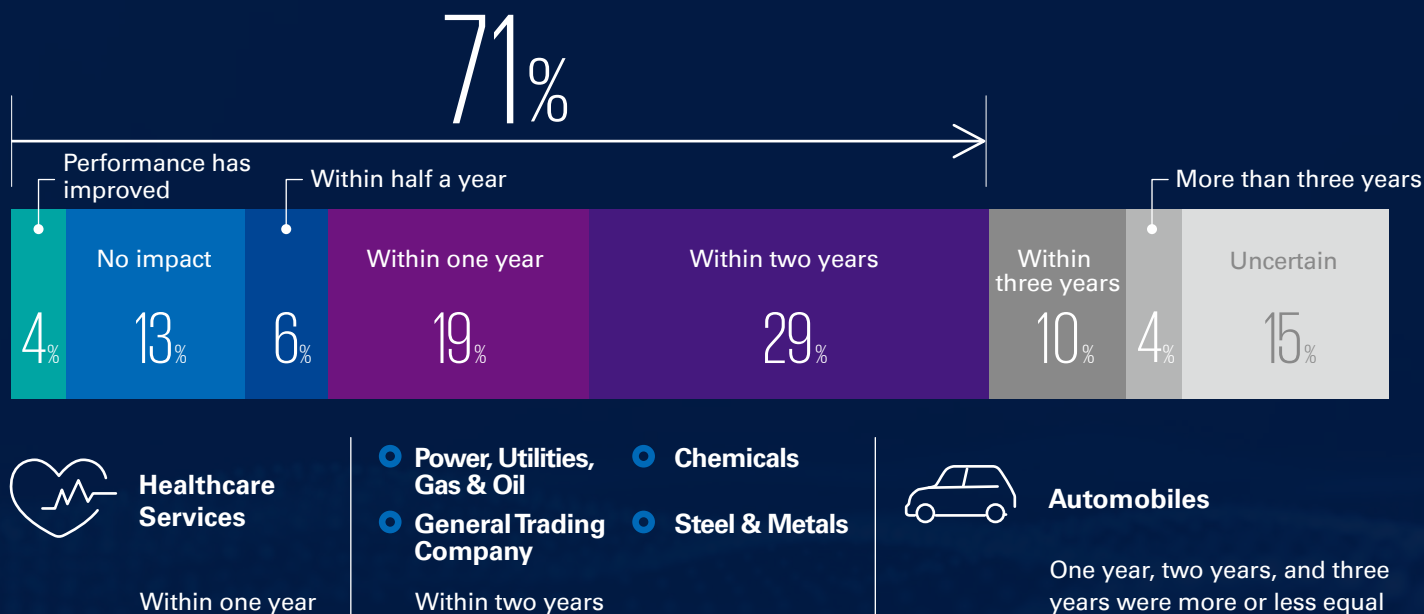 71%
Performance has
improved
Within half a year
More than three years
No impact
Within one year
Within two years
Within
three years
Uncertain
4%
13%
6%
19%
29%
10%
4%
15%
Healthcare
Services
Within one year
Power, Utilities,
Gas & Oil
General Trading
Company
Chemicals
Steel & Metals
Within two years
Automobiles
One year, two years, and three
years were more or less equal